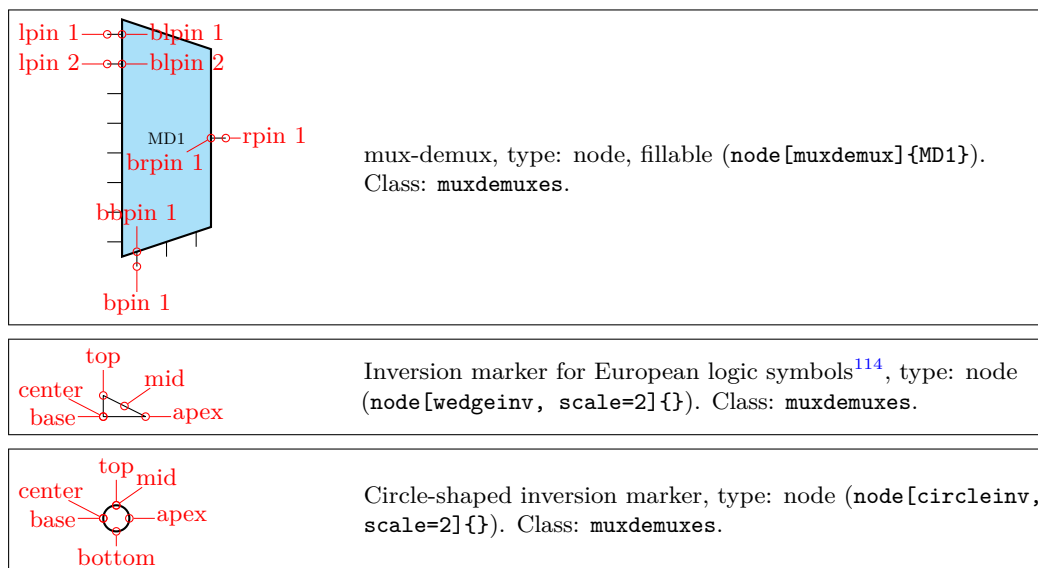 lpin 1
blpin 1
lpin 2
blpin 2
MD1
rpin 1
brpin 1
bbpin 1
bpin 1
mux-demux, type: node, fillable (node[muxdemux]{MD1}).
Class: muxdemuxes.
top
center
mid
base
apex
Inversion marker for European logic symbols114, type: node
(node[wedgeinv, scale=2]{}). Class: muxdemuxes.
top
mid
center
base
apex
bottom
Circle-shaped inversion marker, type: node (node[circleinv,
scale=2]{}). Class: muxdemuxes.